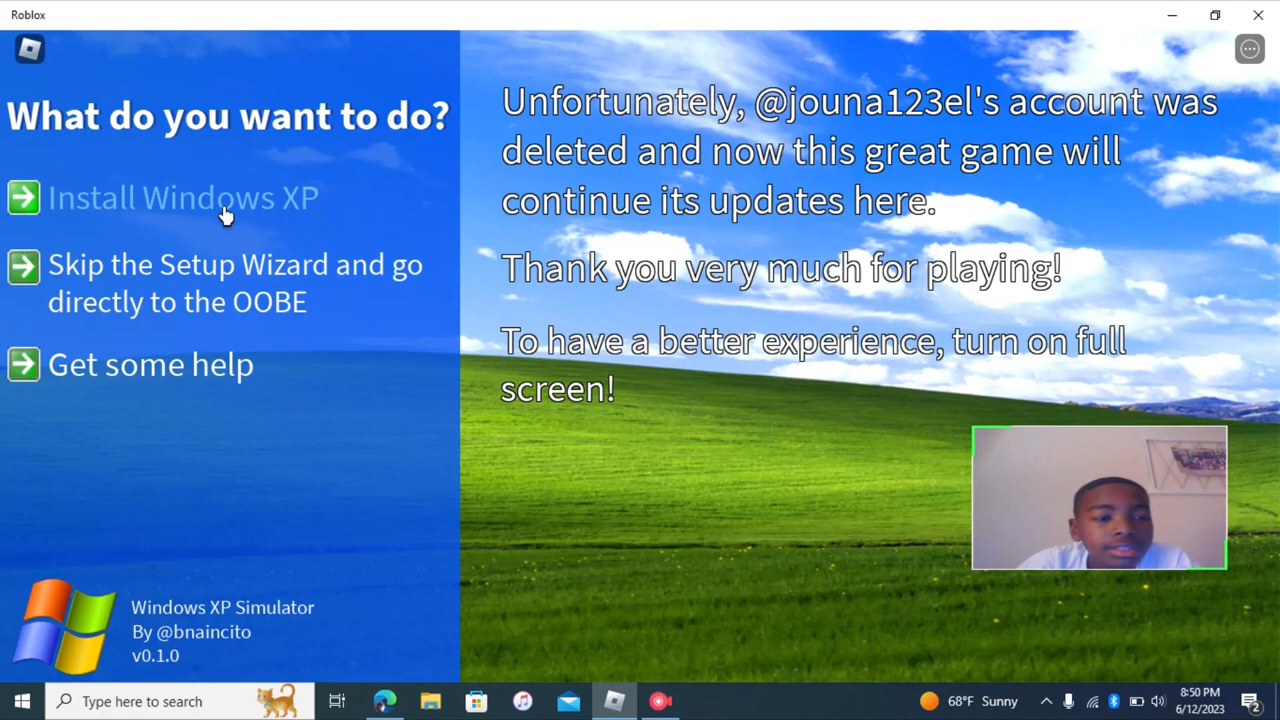 Roblox
What do you want to do?
Install Windows XP
Skip the Setup Wizard and go
directly to the OOBE
Get some help
Windows XP Simulator
By @bnaincito
v0.1.0
Unfortunately, @jouna123el's account was
deleted and now this great game will
continue its updates here.
Thank you very much for playing!
To have a better experience, turn on full
screen!
Type here to search
68°F Sunny
8:50 PM
6/12/2023
2